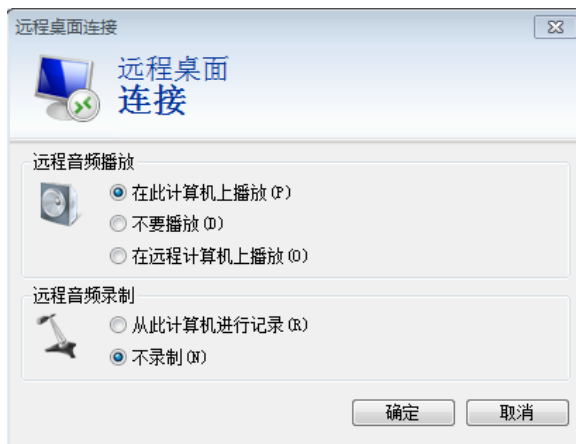 远程桌面连接
远程桌面
连接
远程音频播放
在此计算机上播放(P)
不要播放(D)
在远程计算机上播放(O)
远程音频录制
从此计算机进行记录(R)
不录制(N)
确定 取消